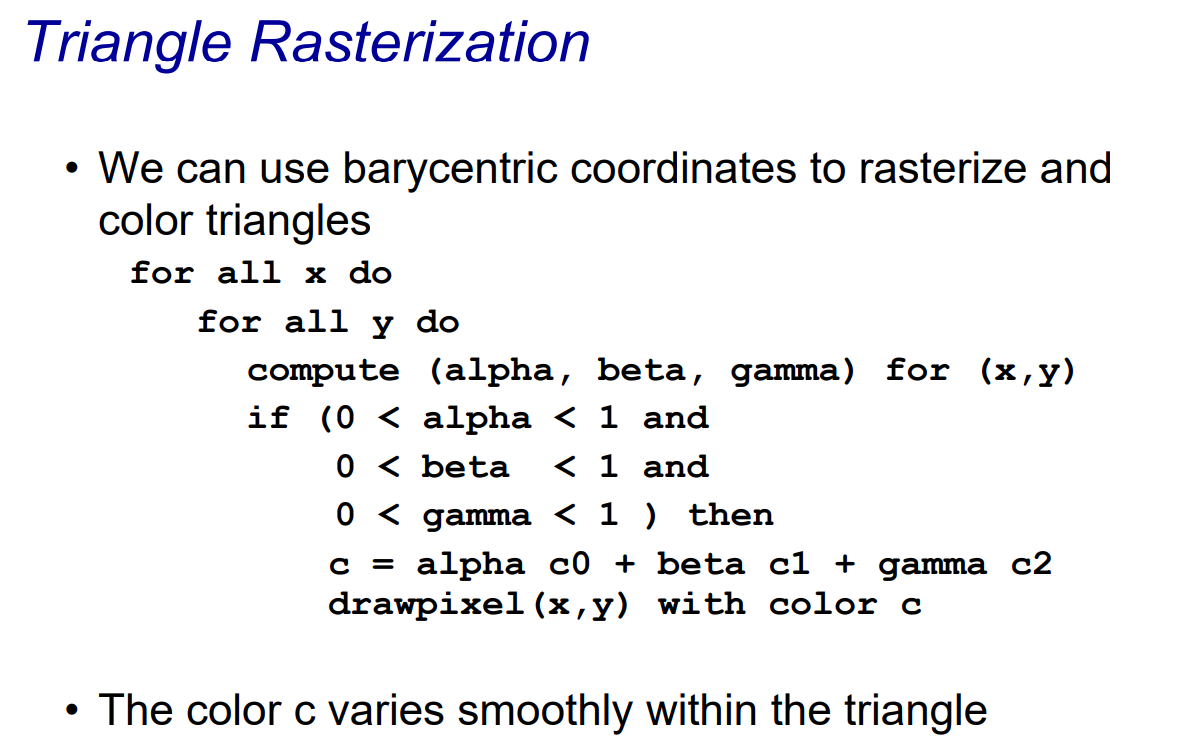 Triangle Rasterization
• We can use barycentric coordinates to rasterize and
color triangles
for all x do
for all y do
compute (alpha, beta, gamma) for (x,y)
if (0 < alpha < 1 and
0 < beta < 1 and
0 < gamma < 1 ) then
c = alpha c0 + beta c1 + gamma c2
drawpixel(x,y) with color c
• The color c varies smoothly within the triangle